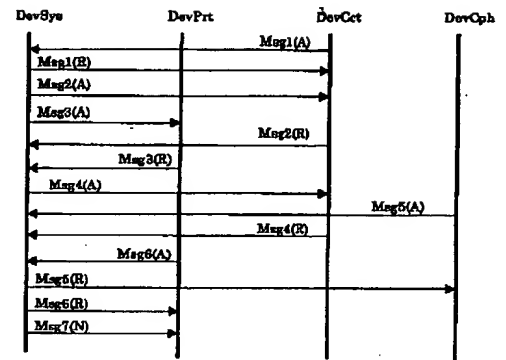 DevSys DevPrt DevCct DevCph
Msg1(A)
Msg1(R)
Msg2(A)
Msg3(A)
Msg2(R)
Msg3(R)
Msg4(A)
Msg5(A)
Msg4(R)
Msg6(A)
Msg5(R)
Msg6(R)
Msg7(N)